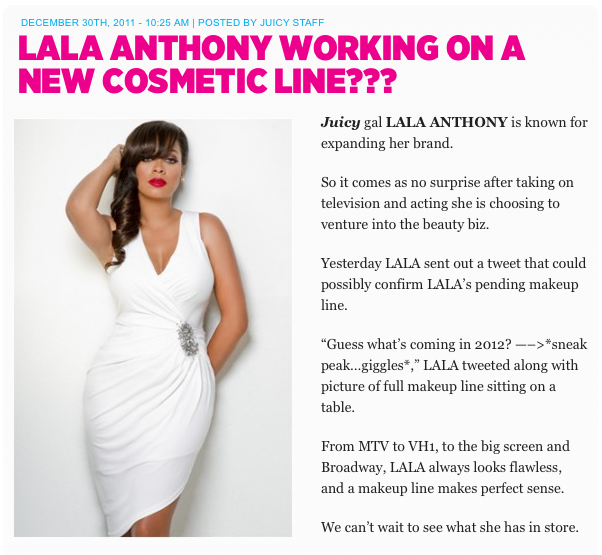 DECEMBER 30TH, 2011 - 10:25 AM | POSTED BY JUICY STAFF
LALA ANTHONY WORKING ON A
NEW COSMETIC LINE???
Juicy gal LALA ANTHONY is known for
expanding her brand.
So it comes as no surprise after taking on
television and acting she is choosing to
venture into the beauty biz.
Yesterday LALA sent out a tweet that could
possibly confirm LALA’s pending makeup
line.
“Guess what’s coming in 2012? —–>*sneak
peak…giggles*,” LALA tweeted along with
picture of full makeup line sitting on a
table.
From MTV to VH1, to the big screen and
Broadway, LALA always looks flawless,
and a makeup line makes perfect sense.
We can’t wait to see what she has in store.